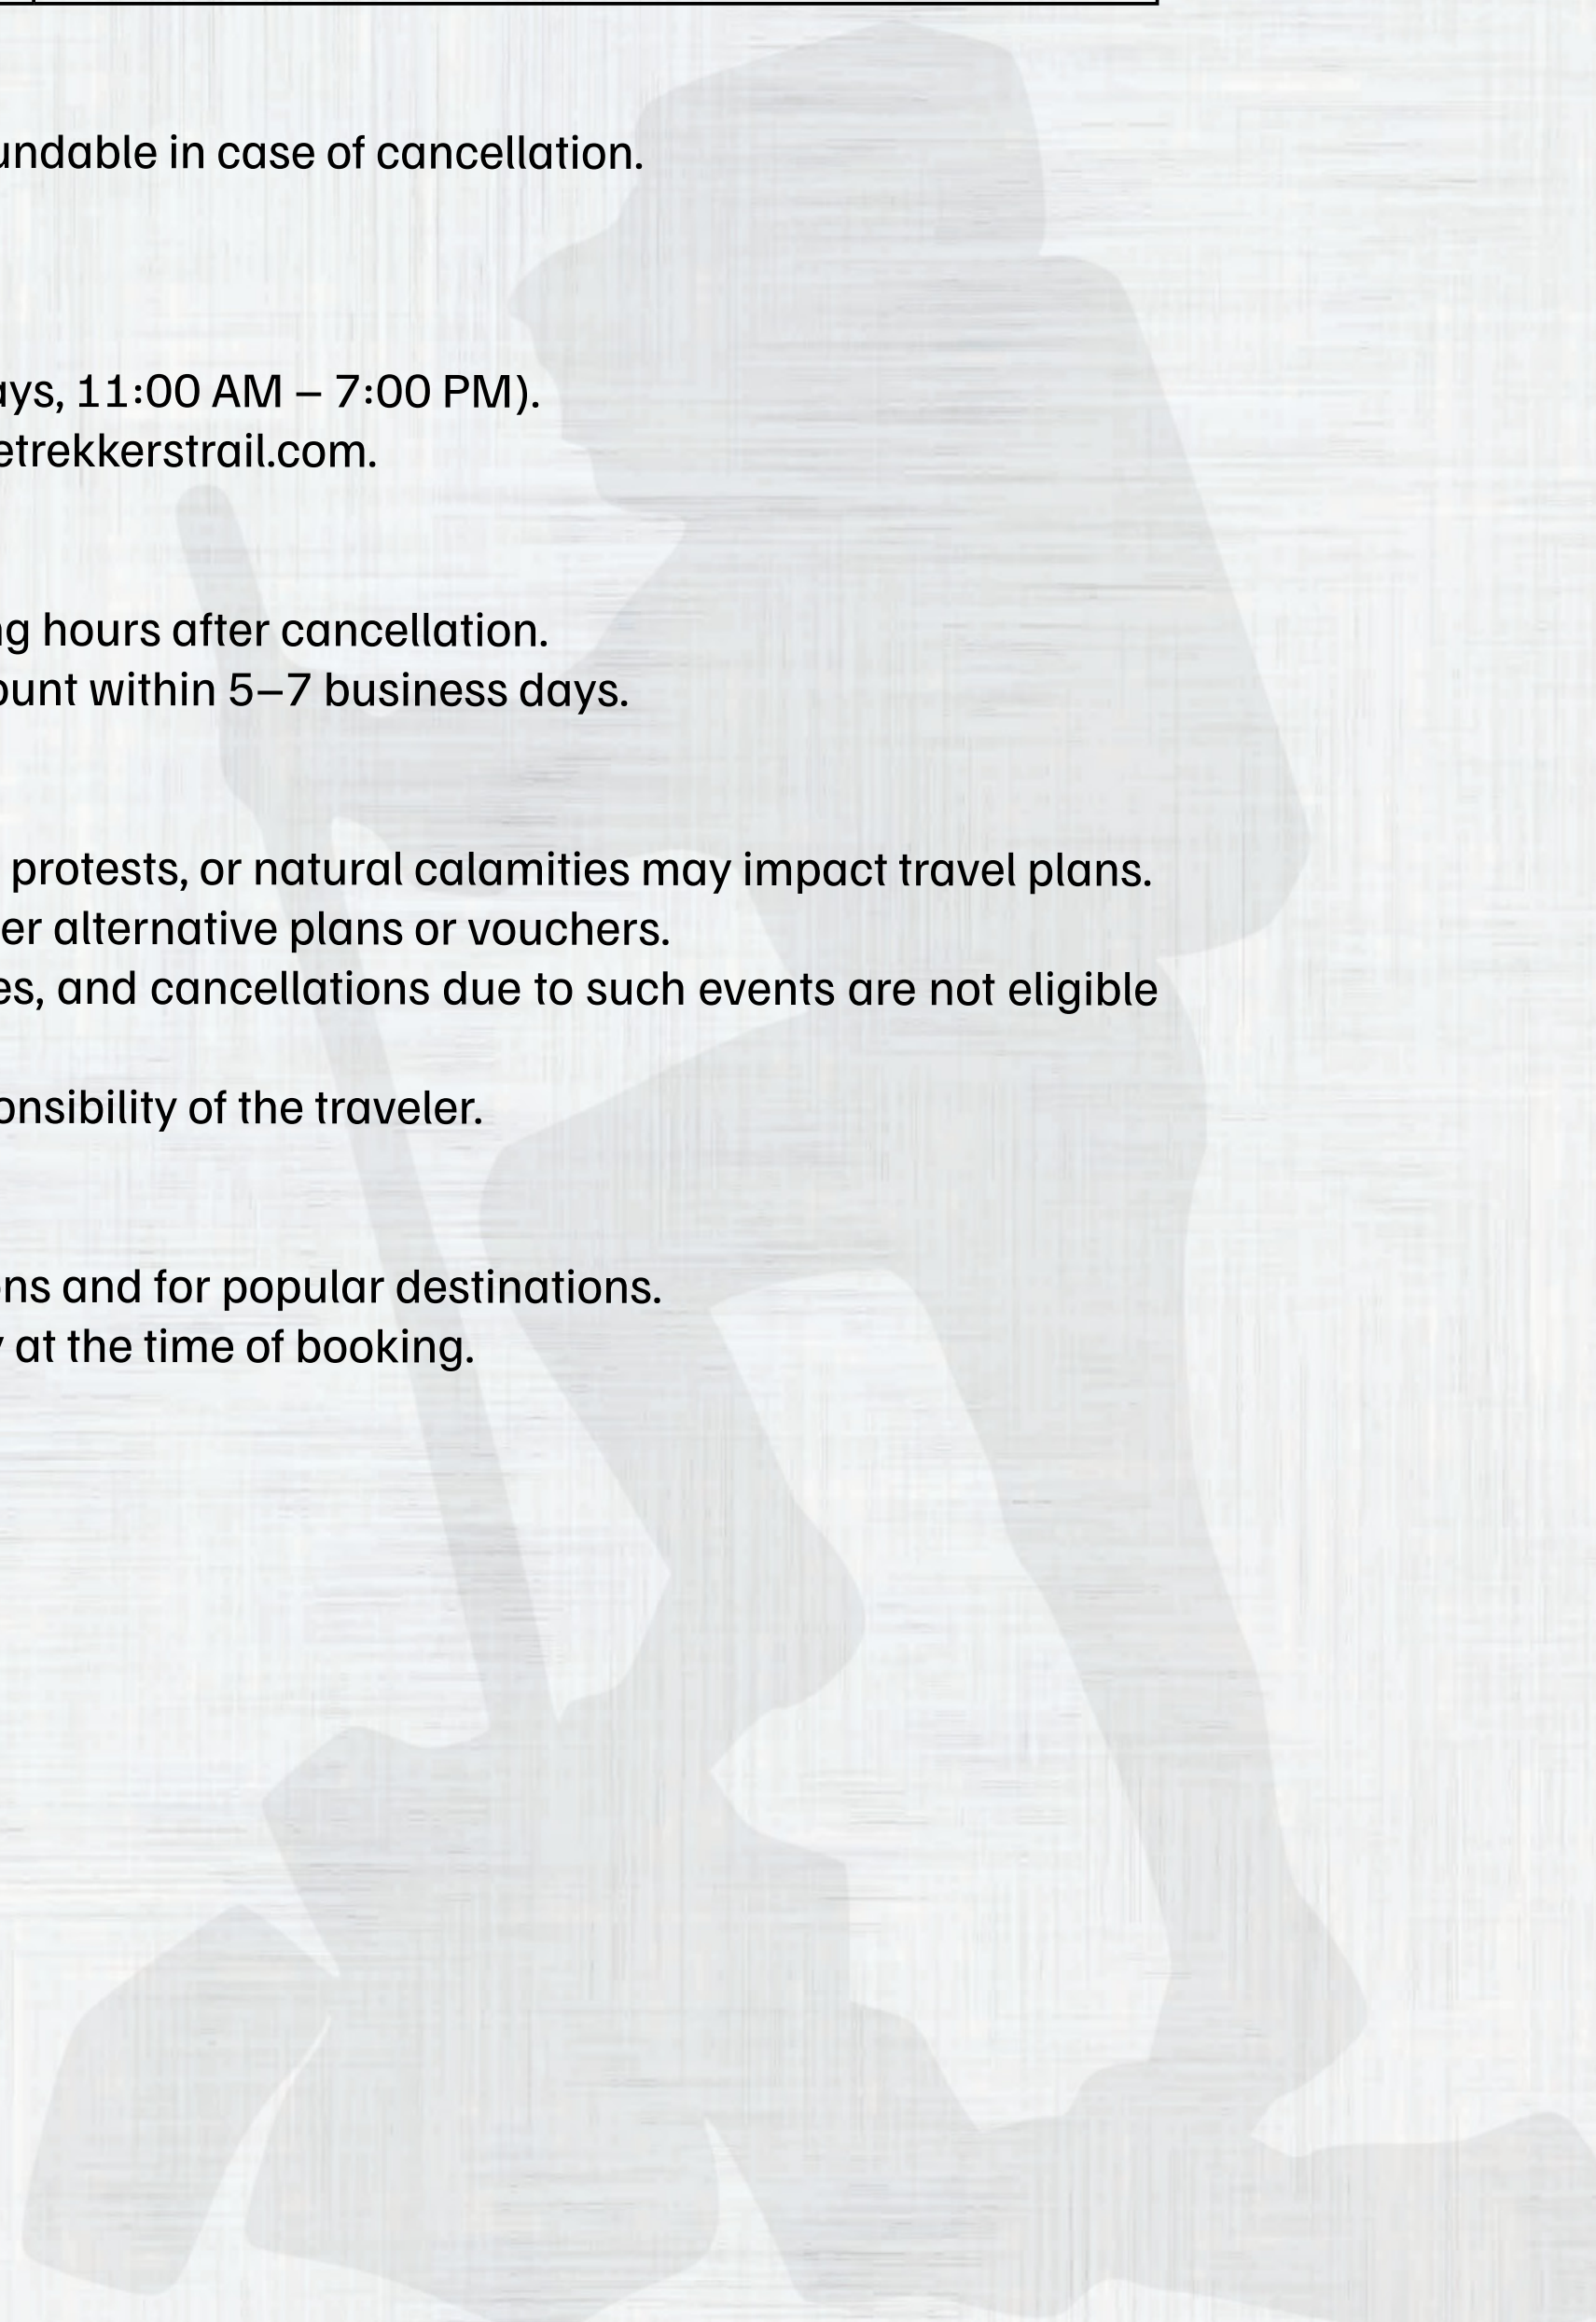 undable in case of cancellation.
ays, 11:00 AM – 7:00 PM).
etrekkerstrail.com.
ng hours after cancellation.
ount within 5–7 business days.
protests, or natural calamities may impact travel plans.
er alternative plans or vouchers.
es, and cancellations due to such events are not eligible
onsibility of the traveler.
ons and for popular destinations.
y at the time of booking.